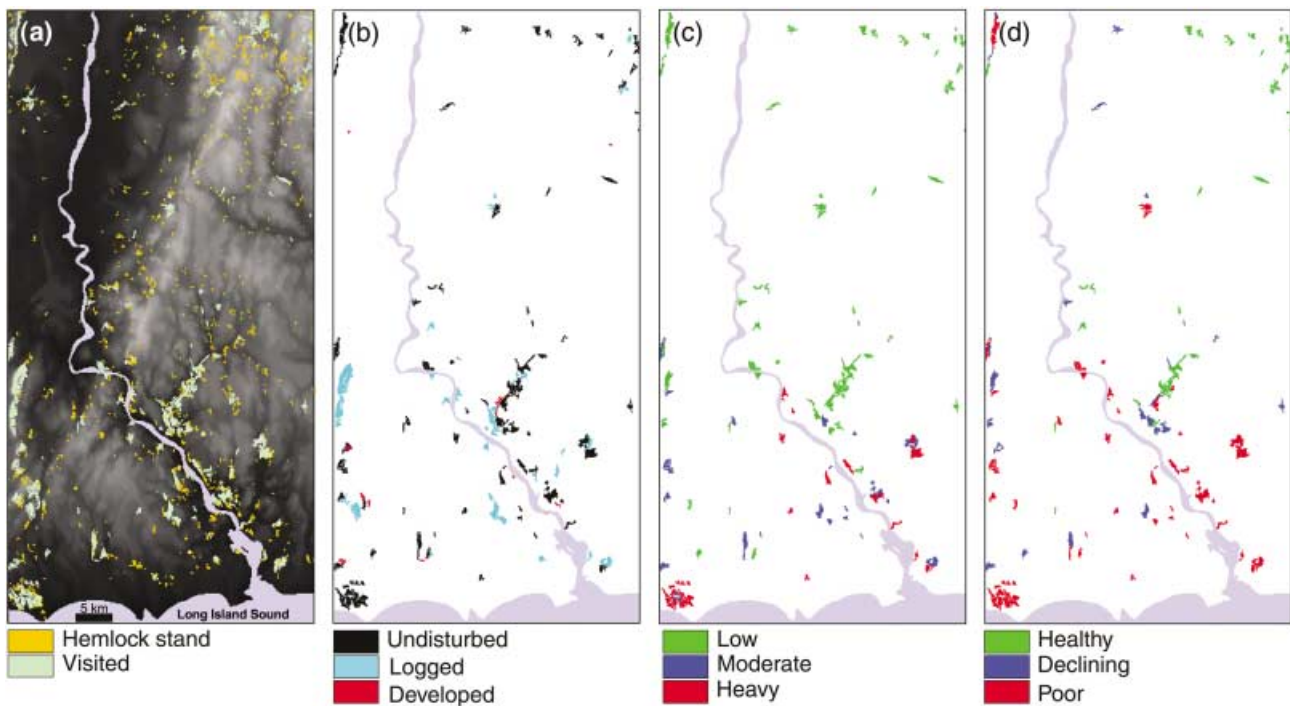 (a)
(b)
(c)
(d)
5 km
Long Island Sound
Hemlock stand
Visited
Undisturbed
Logged
Developed
Low
Moderate
Heavy
Healthy
Declining
Poor